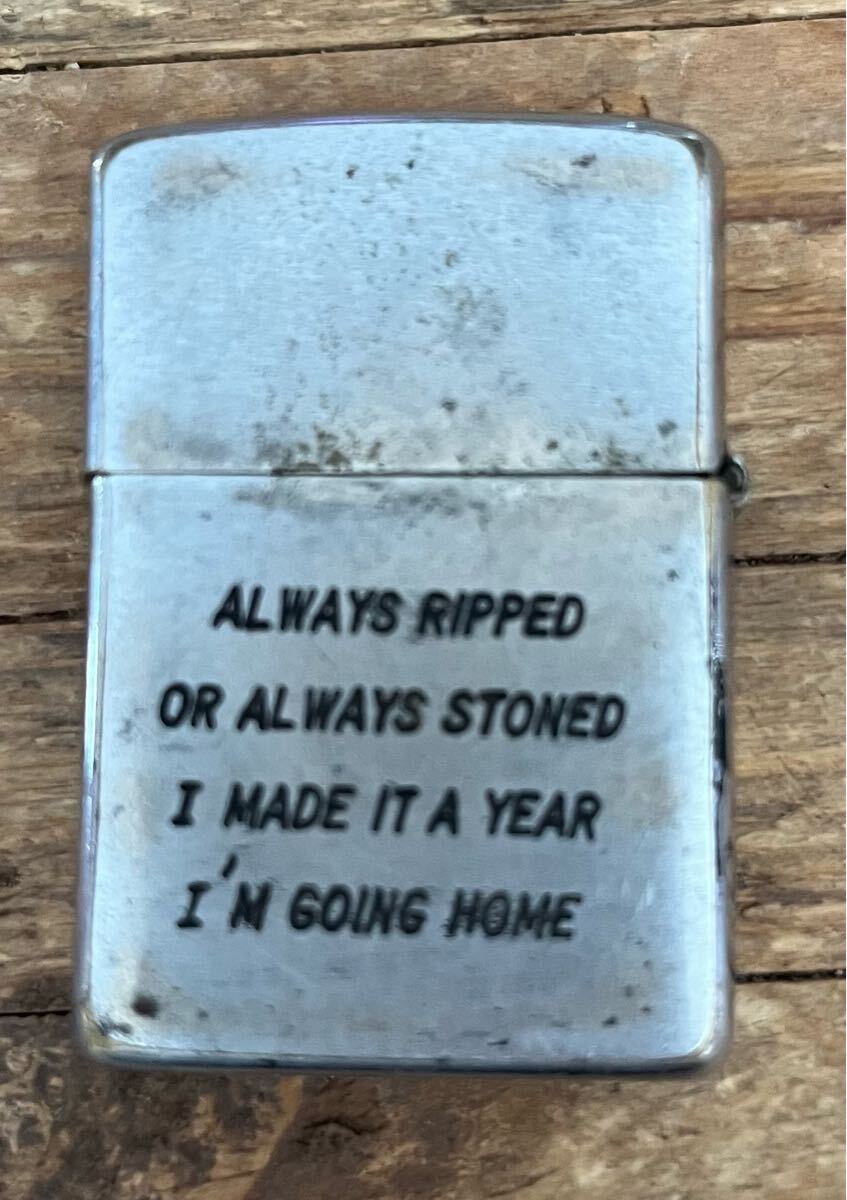 ALWAYS RIPPED
OR ALWAYS STONED
I MADE IT A YEAR
I'M GOING HOME